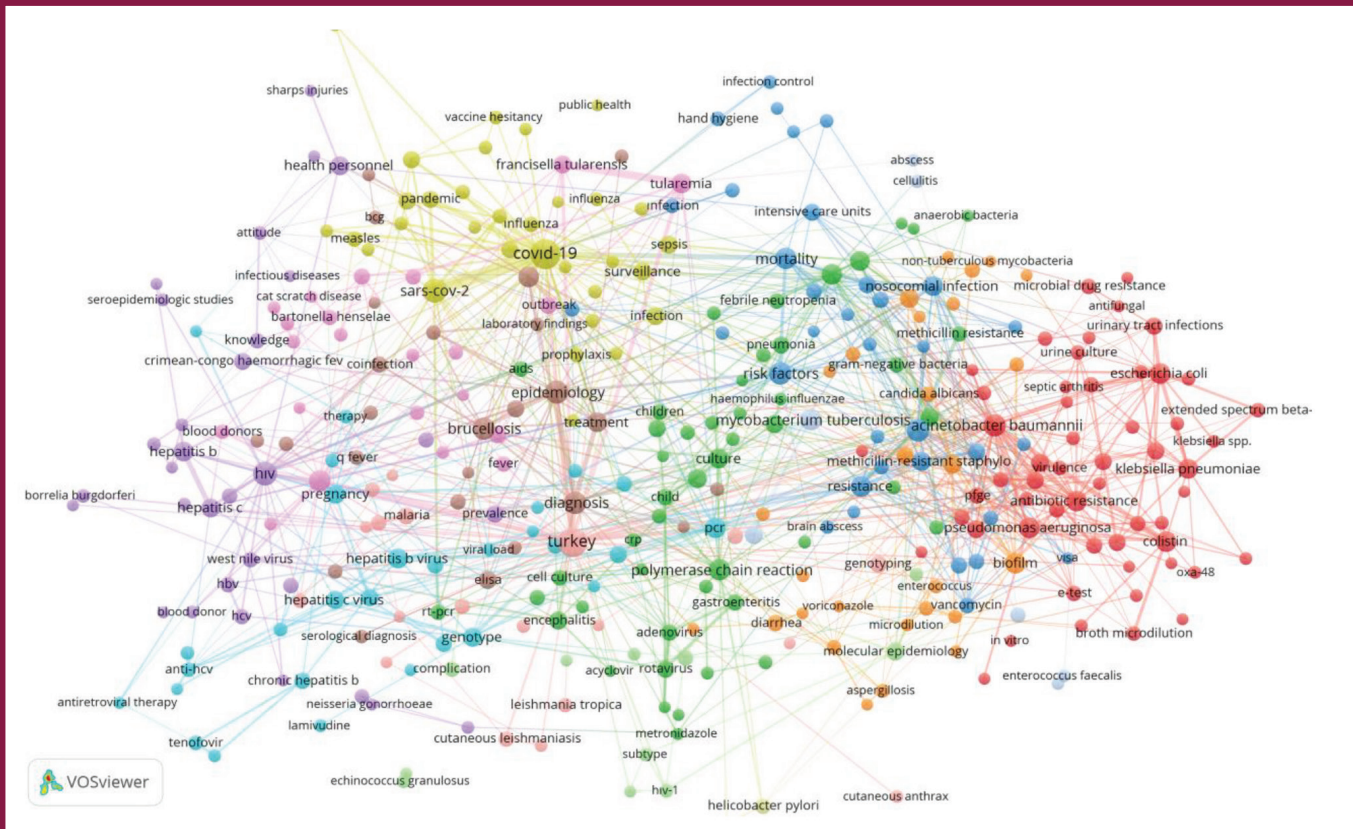 sharps injuries
infection control
public health
vaccine hesitancy
hand hygiene
health personnel
francisella tularensis
abscess
tularemia
cellulitis
pandemic
influenza
infection
intensive care units
bcg
anaerobic bacteria
influenza
attitude
measles
covid-19
sepsis
mortality
non-tuberculous mycobacteria
infectious diseases
surveillance
seroepidemiologic studies
cat scratch disease
sars-cov-2
nosocomial infection
microbial drug resistance
bartonella henselae
outbreak
febrile neutropenia
antifungal
laboratory findings
infection
knowledge
methicillin resistance
urinary tract infections
pneumonia
urine culture
crimean-congo haemorrhagic fev
coinfection
prophylaxis
aids
risk factors
gram-negative bacteria
escherichia coli
septic arthritis
epidemiology
candida albicans
haemophilus influenzae
therapy
children
mycobacterium tuberculosis
acinetobacter baumannii
extended spectrum beta-
blood donors
brucellosis
treatment
klebsiella spp.
hepatitis b
q fever
fever
culture
methicillin-resistant staphylo
virulence
klebsiella pneumoniae
hiv
pregnancy
resistance
borrelia burgdorferi
hepatitis c
malaria
prevalence
diagnosis
child
pfge
antibiotic resistance
brain abscess
pcr
pseudomonas aeruginosa
turkey
crp
colistin
west nile virus
hepatitis b virus
viral load
visa
elisa
cell culture
polymerase chain reaction
genotyping
biofilm
oxa-48
hbv
enterococcus
e-test
hepatitis c virus
gastroenteritis
voriconazole
vancomycin
blood donor
hcv
rt-pcr
encephalitis
diarrhea
microdilution
serological diagnosis
genotype
adenovirus
in vitro
broth microdilution
molecular epidemiology
anti-hcv
complication
acyclovir
rotavirus
enterococcus faecalis
chronic hepatitis b
aspergillosis
antiretroviral therapy
neisseria gonorrhoeae
leishmania tropica
lamivudine
metronidazole
tenofovir
cutaneous leishmaniasis
subtype
echinococcus granulosus
hiv-1
cutaneous anthrax
helicobacter pylori
VOSviewer